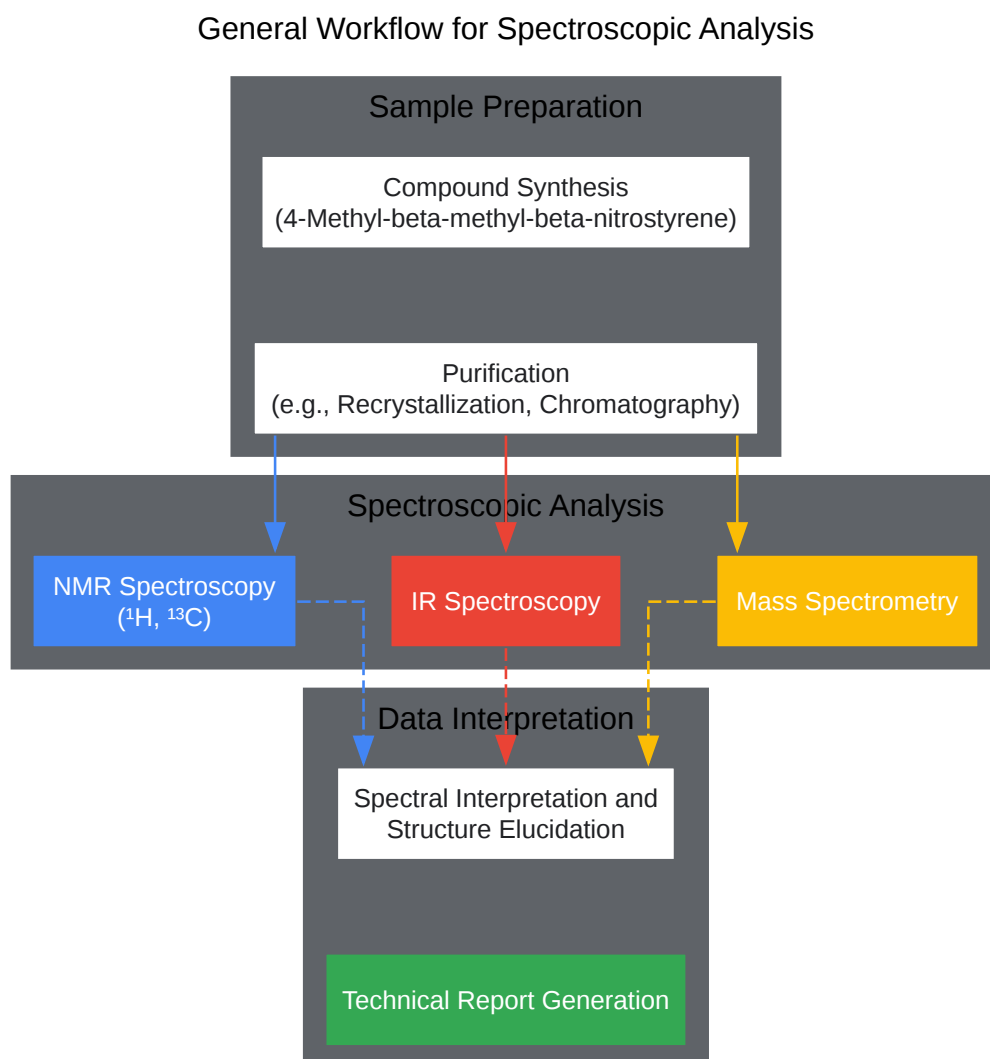 General Workflow for Spectroscopic Analysis
Sample Preparation
Compound Synthesis
(4-Methyl-beta-methyl-beta-nitrostyrene)
Purification
(e.g., Recrystallization, Chromatography)
Spectroscopic Analysis
NMR Spectroscopy
(¹H, ¹³C)
IR Spectroscopy
Mass Spectrometry
Data Interpretation
Spectral Interpretation and
Structure Elucidation
Technical Report Generation